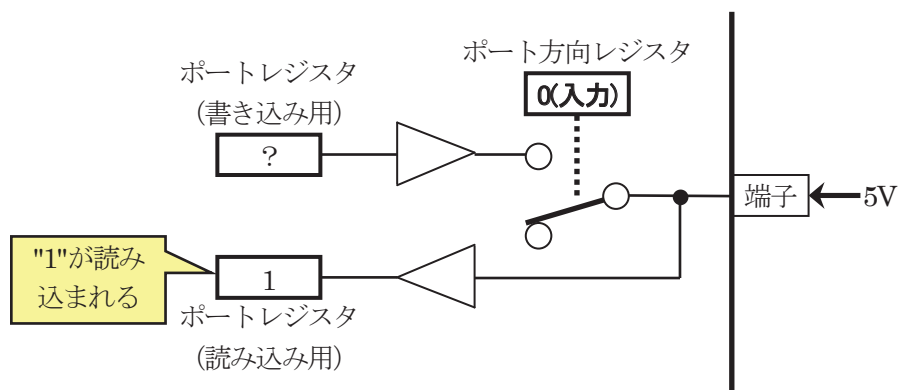 ポート方向レジスタ
0(入力)
ポートレジスタ
(書き込み用)
?
端子
5V
"1"が読み
込まれる
1
ポートレジスタ
(読み込み用)